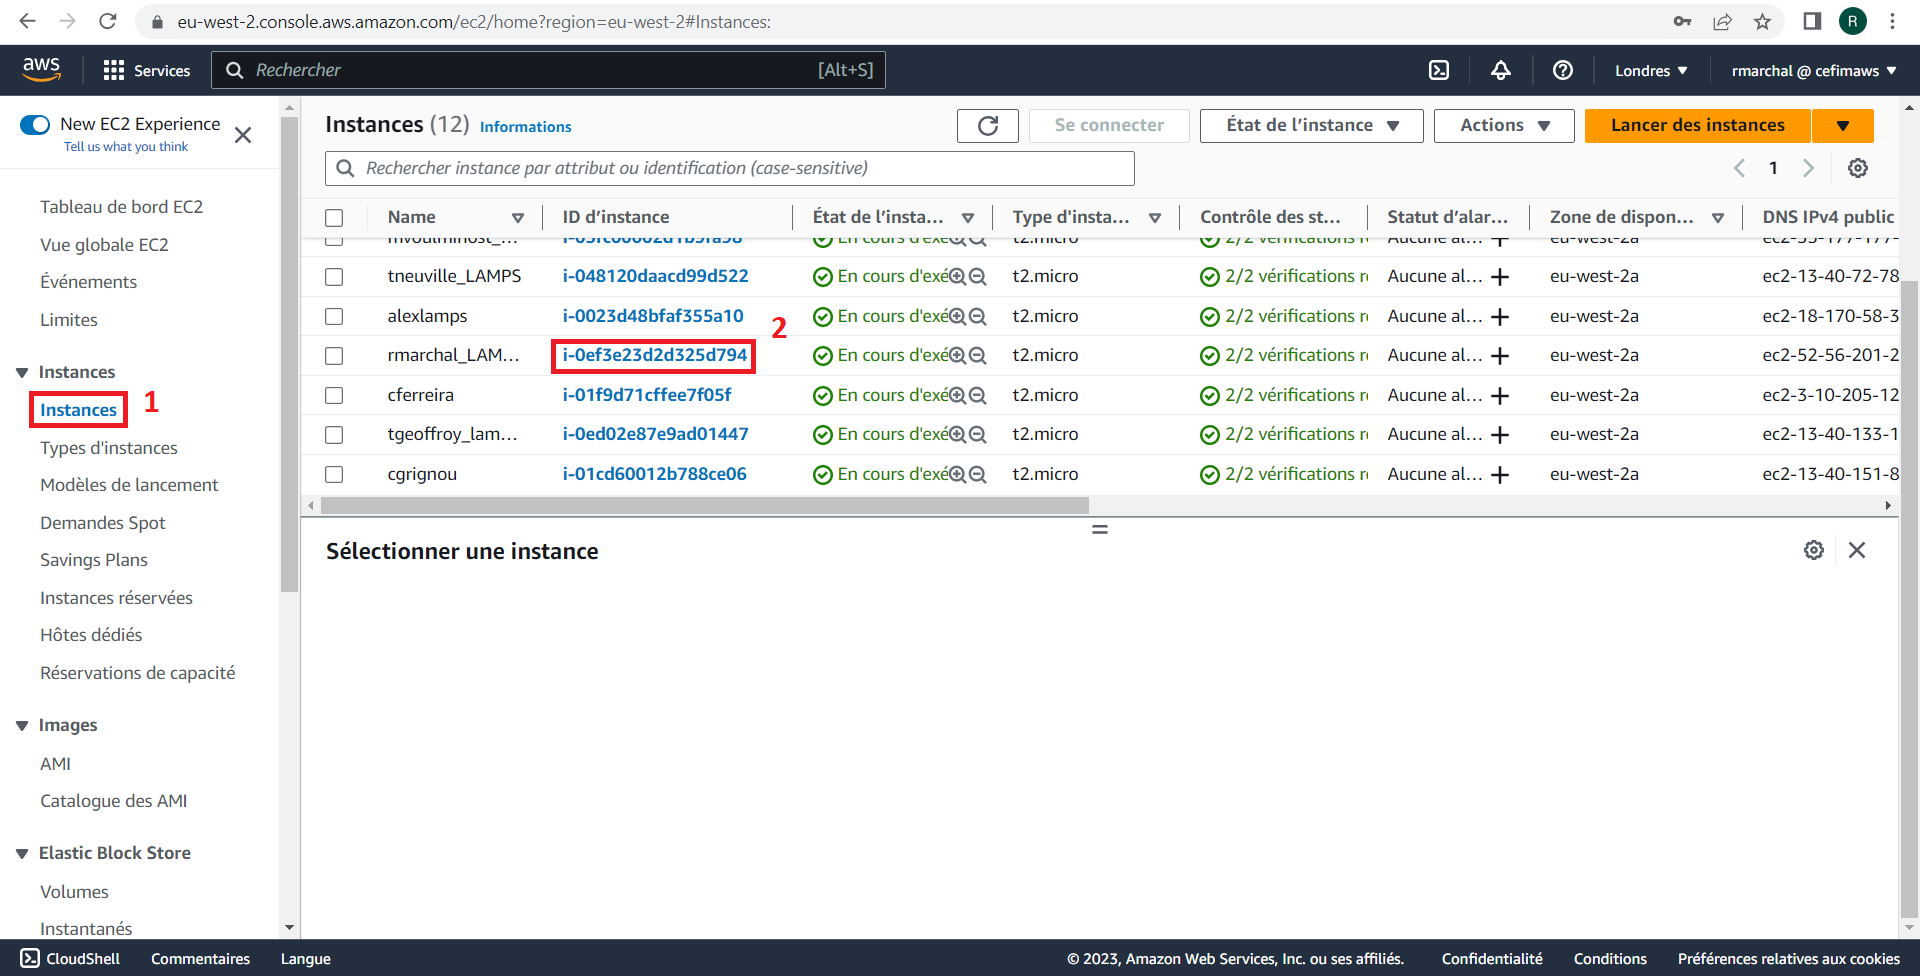 eu-west-2.console.aws.amazon.com/ec2/home?region=eu-west-2#Instances:
R
aws
Services
Rechercher
[Alt+S]
Londres
rmarchal @ cefimaws
New EC2 Experience
Tell us what you think
Tableau de bord EC2
Vue globale EC2
Événements
Limites
Instances
Instances
1
Types d'instances
Modèles de lancement
Demandes Spot
Savings Plans
Instances réservées
Hôtes dédiés
Réservations de capacité
Images
AMI
Catalogue des AMI
Elastic Block Store
Volumes
Instantanés
Instances (12) Informations
Se connecter
État de l'instance
Actions
Lancer des instances
Rechercher instance par attribut ou identification (case-sensitive)
1
Name ID d'instance État de l'insta... Type d'insta... Contrôle des st... Statut d'alar... Zone de dispon... DNS IPv4 public
En cours d'exé t2.micro 2/2 vérifications Aucune al... eu-west-2a
tneuville_LAMPS i-048120daacd99d522 En cours d'exé t2.micro 2/2 vérifications r Aucune al... eu-west-2a ec2-13-40-72-78
alexlamps i-0023d48bfaf355a10 En cours d'exé t2.micro 2/2 vérifications r Aucune al... eu-west-2a ec2-18-170-58-3
2
rmarchal_LAM... i-0ef3e23d2d325d794 En cours d'exé t2.micro 2/2 vérifications r Aucune al... eu-west-2a ec2-52-56-201-2
cferreira i-01f9d71cffee7f05f En cours d'exé t2.micro 2/2 vérifications r Aucune al... eu-west-2a ec2-3-10-205-12
tgeoffroy_lam... i-0ed02e87e9ad01447 En cours d'exé t2.micro 2/2 vérifications r Aucune al... eu-west-2a ec2-13-40-133-1
cgrignou i-01cd60012b788ce06 En cours d'exé t2.micro 2/2 vérifications r Aucune al... eu-west-2a ec2-13-40-151-8
Sélectionner une instance
CloudShell
Commentaires
Langue
© 2023, Amazon Web Services, Inc. ou ses affiliés.
Confidentialité
Conditions
Préférences relatives aux cookies